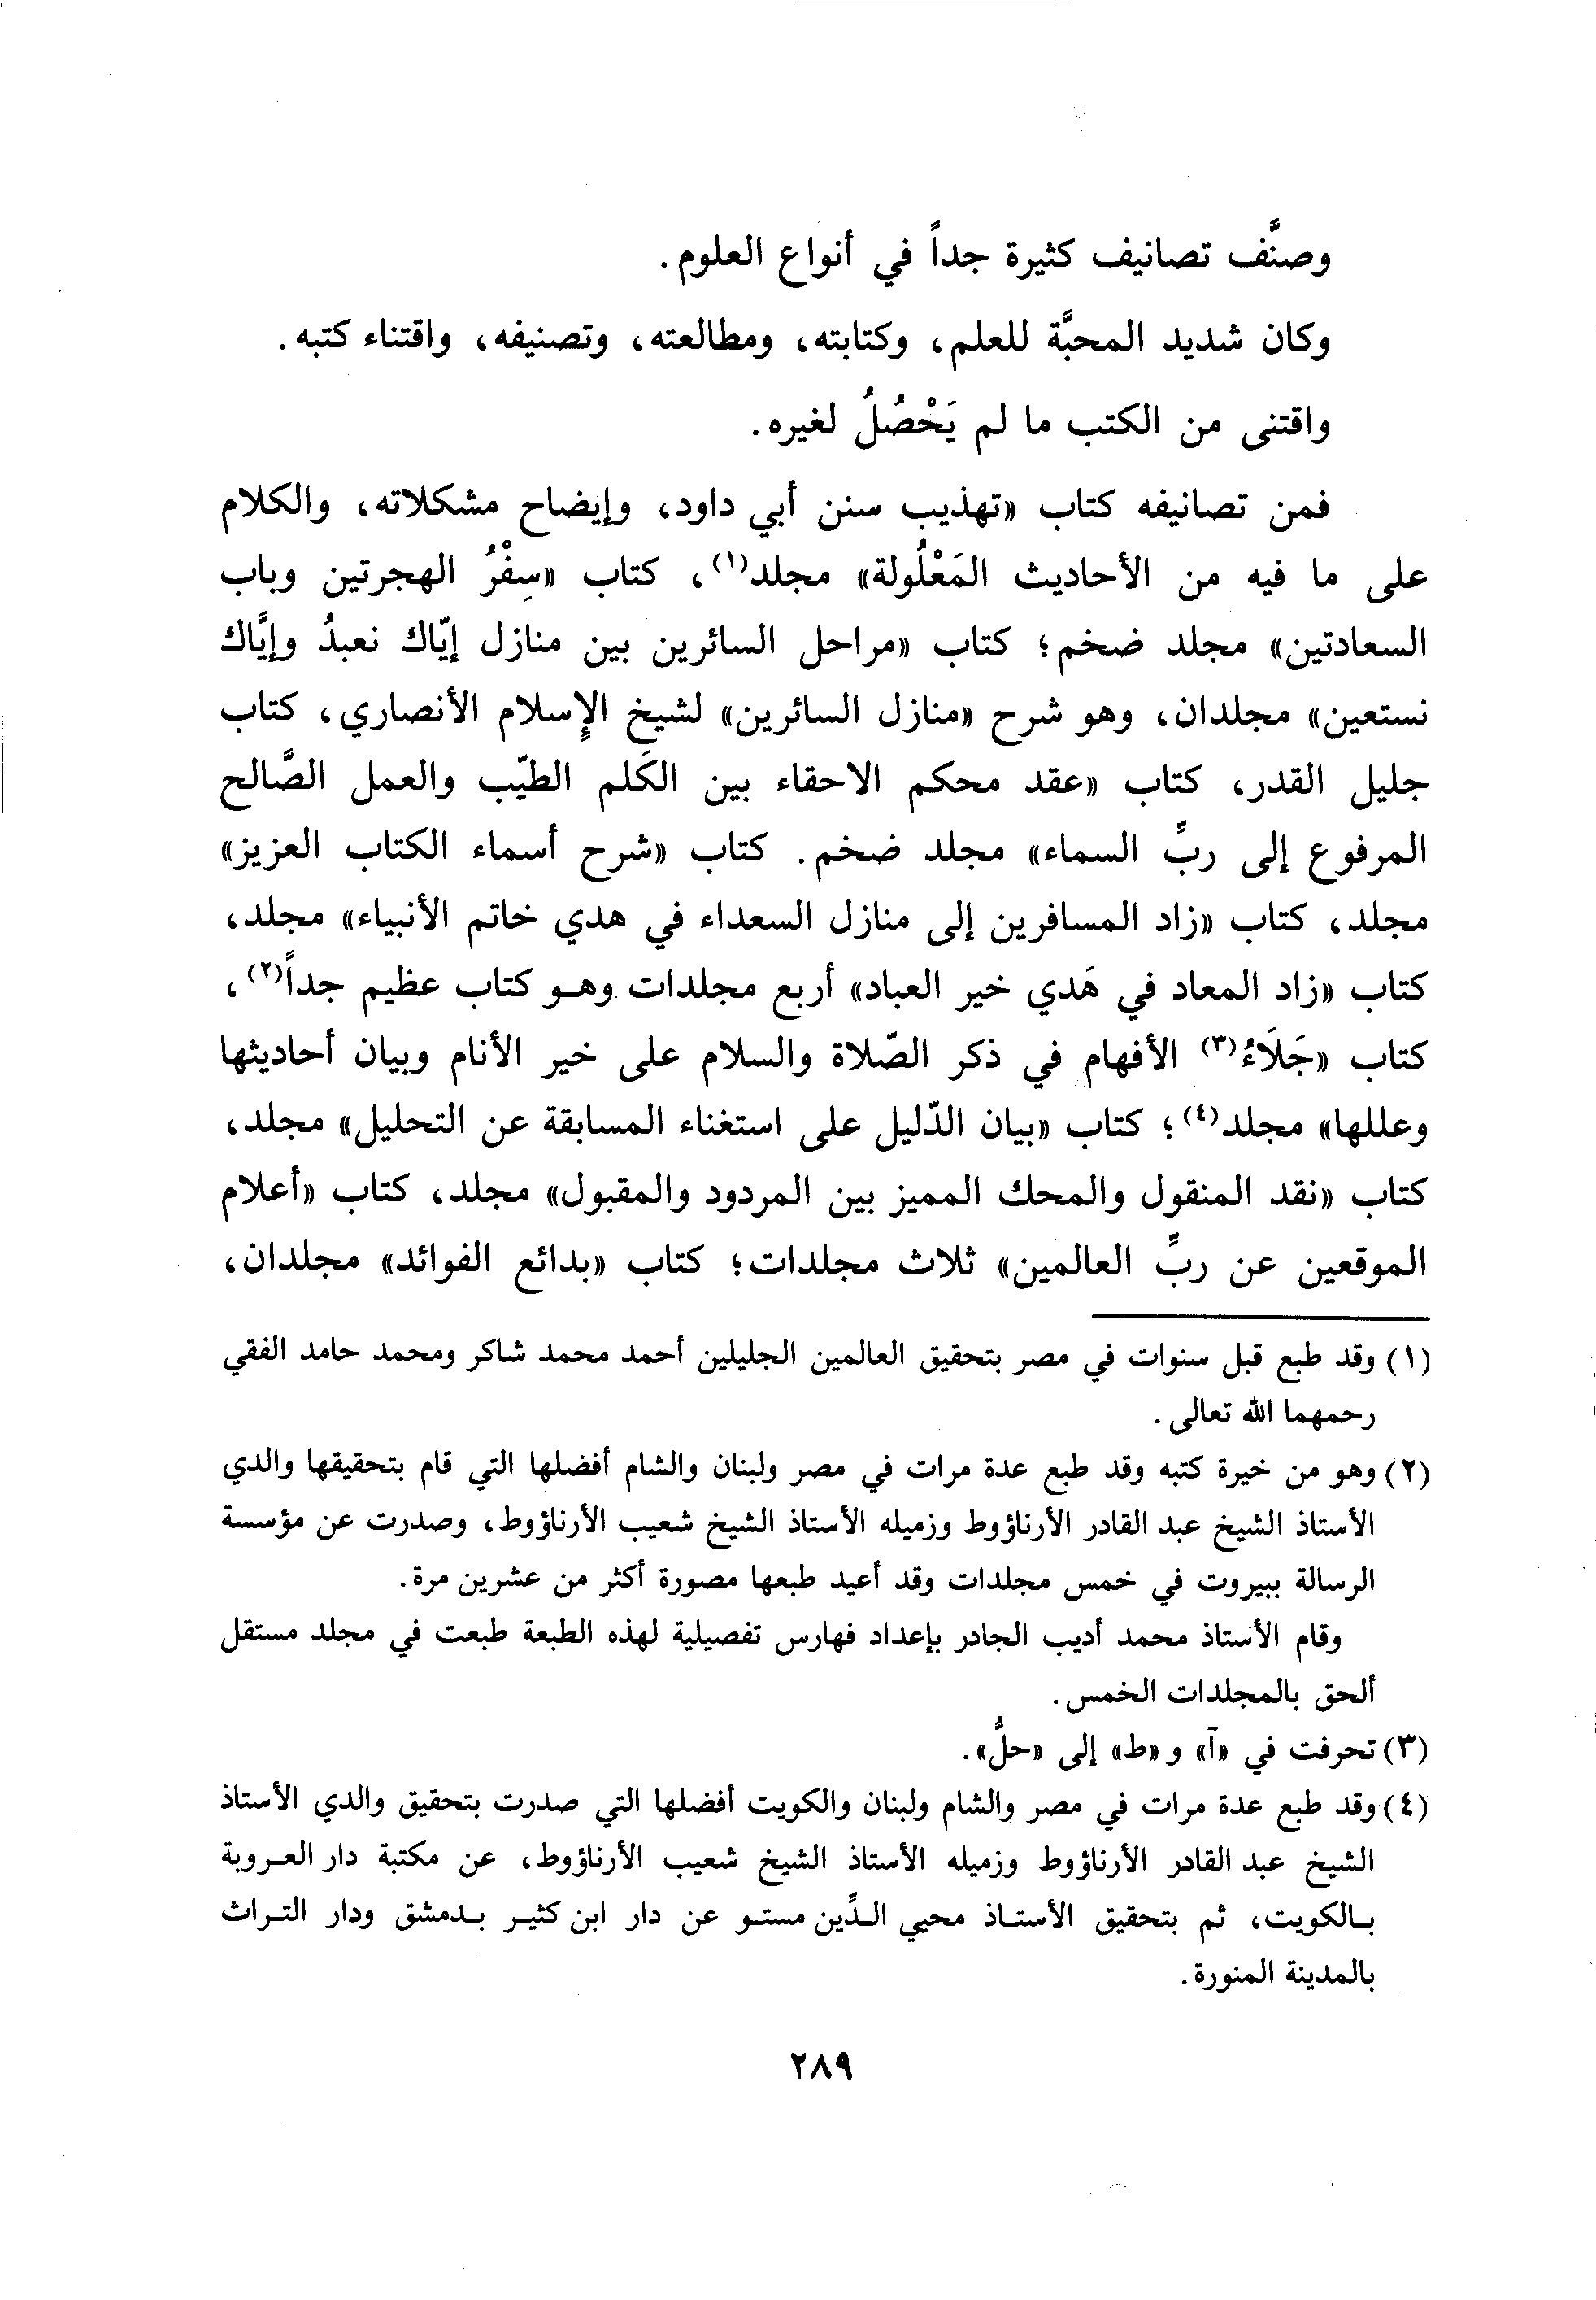 وصنَّف تصانيف كثيرة جداً في أنواع العلوم.
وكان شديد المحبَّة للعلم، وكتابته، ومطالعته، وتصنيفه، واقتناء كتبه.
واقتنى من الكتب ما لم يَحْصُلُ لغيره.
فمن تصانيفه كتاب «تهذيب سنن أبي داود، وإيضاح مشكلاته، والكلام
على ما فيه من الأحاديث المَعْلُولة» مجلد(١)، كتاب «سِفْرُ الهجرتين وباب
السعادتين» مجلد ضخم؛ كتاب «مراحل السائرين بين منازل إيّاك نعبدُ وإيَّاك
نستعين» مجلدان، وهو شرح «منازل السائرين» لشيخ الإسلام الأنصاري، كتاب
جليل القدر، كتاب «عقد محكم الاحقاء بين الكَلم الطيّب والعمل الصَّالح
المرفوع إلى ربِّ السماء» مجلد ضخم. كتاب «شرح أسماء الكتاب العزيز»
مجلد، كتاب «زاد المسافرين إلى منازل السعداء في هدي خاتم الأنبياء» مجلد،
كتاب «زاد المعاد في هَدي خير العباد» أربع مجلدات وهو كتاب عظيم جداً(٢)،
كتاب «جَلَاءُ(٣) الأفهام في ذكر الصّلاة والسلام على خير الأنام وبيان أحاديثها
وعللها» مجلد(٤)؛ كتاب «بيان الدّليل على استغناء المسابقة عن التحليل» مجلد،
كتاب «نقد المنقول والمحك المميز بين المردود والمقبول» مجلد، كتاب «أعلام
الموقعين عن ربِّ العالمين» ثلاث مجلدات؛ كتاب «بدائع الفوائد» مجلدان،
(١) وقد طبع قبل سنوات في مصر بتحقيق العالمين الجليلين أحمد محمد شاكر ومحمد حامد الفقي
رحمهما الله تعالى.
(٢) وهو من خيرة كتبه وقد طبع عدة مرات في مصر ولبنان والشام أفضلها التي قام بتحقيقها والدي
الأستاذ الشيخ عبد القادر الأرناؤوط وزميله الأستاذ الشيخ شعيب الأرناؤوط، وصدرت عن مؤسسة
الرسالة ببيروت في خمس مجلدات وقد أعيد طبعها مصورة أكثر من عشرين مرة.
وقام الأستاذ محمد أديب الجادر بإعداد فهارس تفصيلية لهذه الطبعة طبعت في مجلد مستقل
ألحق بالمجلدات الخمس.
(٣) تحرفت في «آ» و«ط» إلى «حلُّ».
(٤) وقد طبع عدة مرات في مصر والشام ولبنان والكويت أفضلها التي صدرت بتحقيق والدي الأستاذ
الشيخ عبد القادر الأرناؤوط وزميله الأستاذ الشيخ شعيب الأرناؤوط، عن مكتبة دار العروبة
بالكويت، ثم بتحقيق الأستاذ محيي الدِّين مستو عن دار ابن كثير بدمشق ودار التراث
بالمدينة المنورة.
٢٨٩